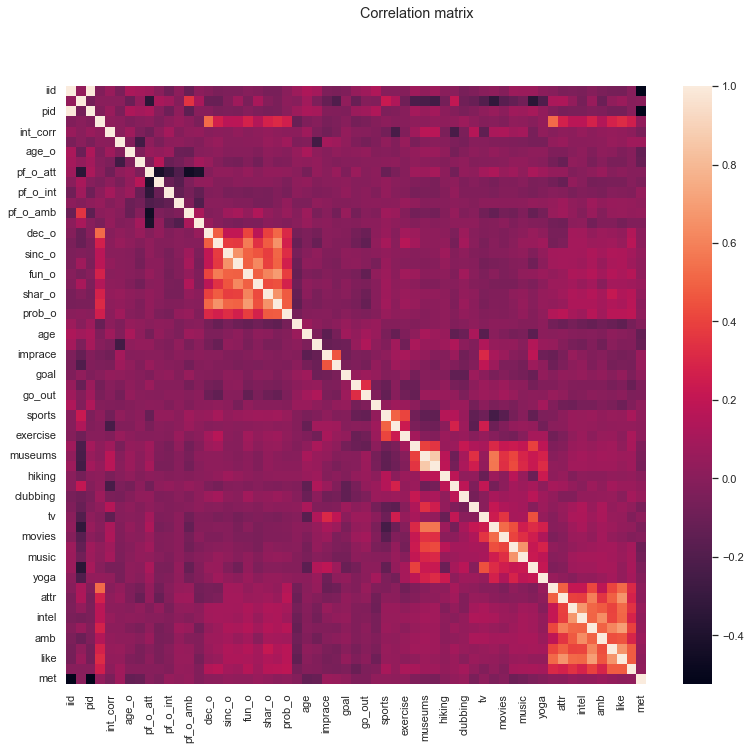 Correlation matrix
iid
pid
int_corr
age_o
pf_o_att
pf_o_int
pf_o_amb
dec_o
sinc_o
fun_o
shar_o
prob_o
age
imprace
goal
go_out
sports
exercise
museums
hiking
clubbing
tv
movies
music
yoga
attr
intel
amb
like
met
1.0
0.8
0.6
0.4
0.2
0.0
−0.2
−0.4
iid
pid
int_corr
age_o
pf_o_att
pf_o_int
pf_o_amb
dec_o
sinc_o
fun_o
shar_o
prob_o
age
imprace
goal
go_out
sports
exercise
museums
hiking
clubbing
tv
movies
music
yoga
attr
intel
amb
like
met